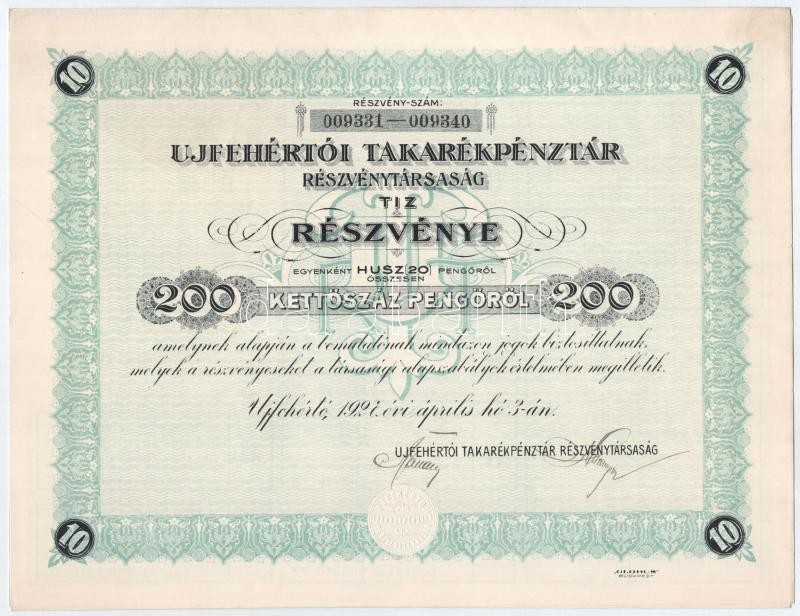 10 10
RÉSZVÉNY-SZÁM:
009331—009340
UJFEHÉRTÓI TAKARÉKPÉNZTÁR
RÉSZVÉNYTÁRSASÁG
TIZ
RÉSZVÉNYE
EGYENKÉNT HUSZ(20) PENGŐRŐL
ÖSSZESEN
200 KETTŐSZÁZ PENGŐRŐL 200
amelynek alapján a bemutatónak mindazon jogok biztosittatnak,
melyek a részvényeseket a társasági alapszabályok értelmében megilletik.
Ujfehértó, 1927. évi április hó 3-án.
UJFEHÉRTÓI TAKARÉKPÉNZTÁR RÉSZVÉNYTÁRSASÁG
10 10
BUDAPEST